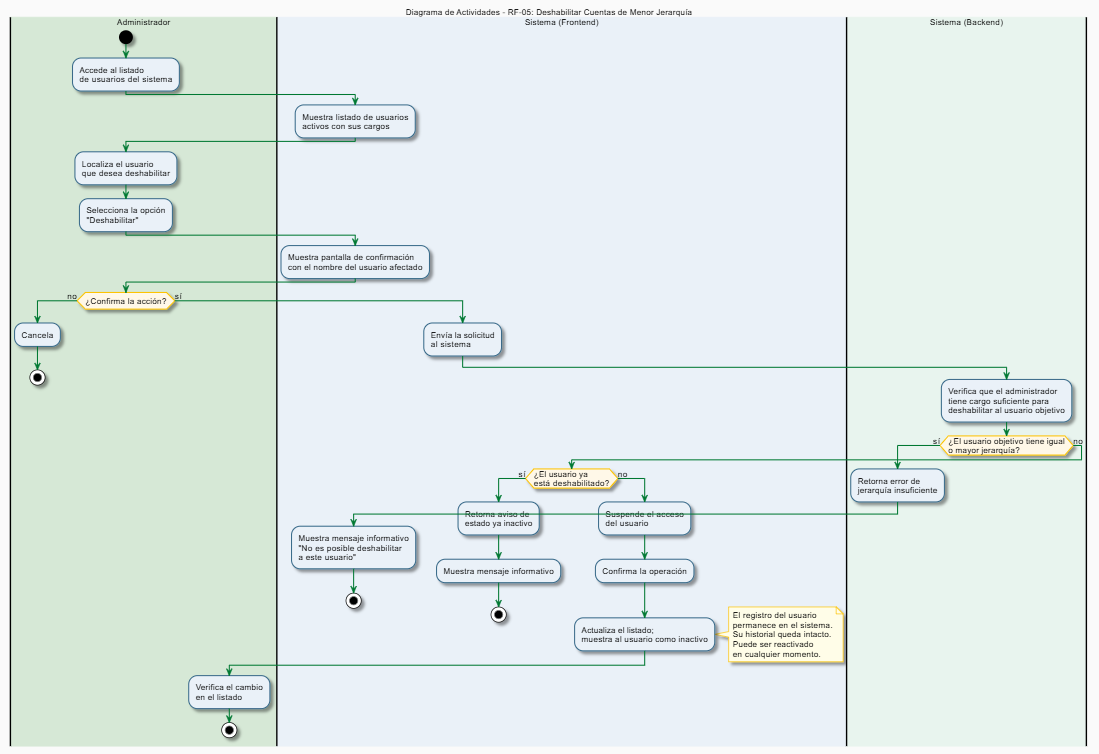 Diagrama de Actividades - RF-05: Deshabilitar Cuentas de Menor Jerarquía
Administrador
Sistema (Frontend)
Sistema (Backend)
Accede al listado
de usuarios del sistema
Muestra listado de usuarios
activos con sus cargos
Localiza el usuario
que desea deshabilitar
Selecciona la opción
"Deshabilitar"
Muestra pantalla de confirmación
con el nombre del usuario afectado
no
¿Confirma la acción?
sí
Cancela
Envía la solicitud
al sistema
Verifica que el administrador
tiene cargo suficiente para
deshabilitar al usuario objetivo
sí
¿El usuario objetivo tiene igual
o mayor jerarquía?
no
sí
¿El usuario ya
está deshabilitado?
no
Retorna error de
jerarquía insuficiente
Retorna aviso de
estado ya inactivo
Suspende el acceso
del usuario
Muestra mensaje informativo
"No es posible deshabilitar
a este usuario"
Muestra mensaje informativo
Confirma la operación
Actualiza el listado;
muestra al usuario como inactivo
El registro del usuario
permanece en el sistema.
Su historial queda intacto.
Puede ser reactivado
en cualquier momento.
Verifica el cambio
en el listado